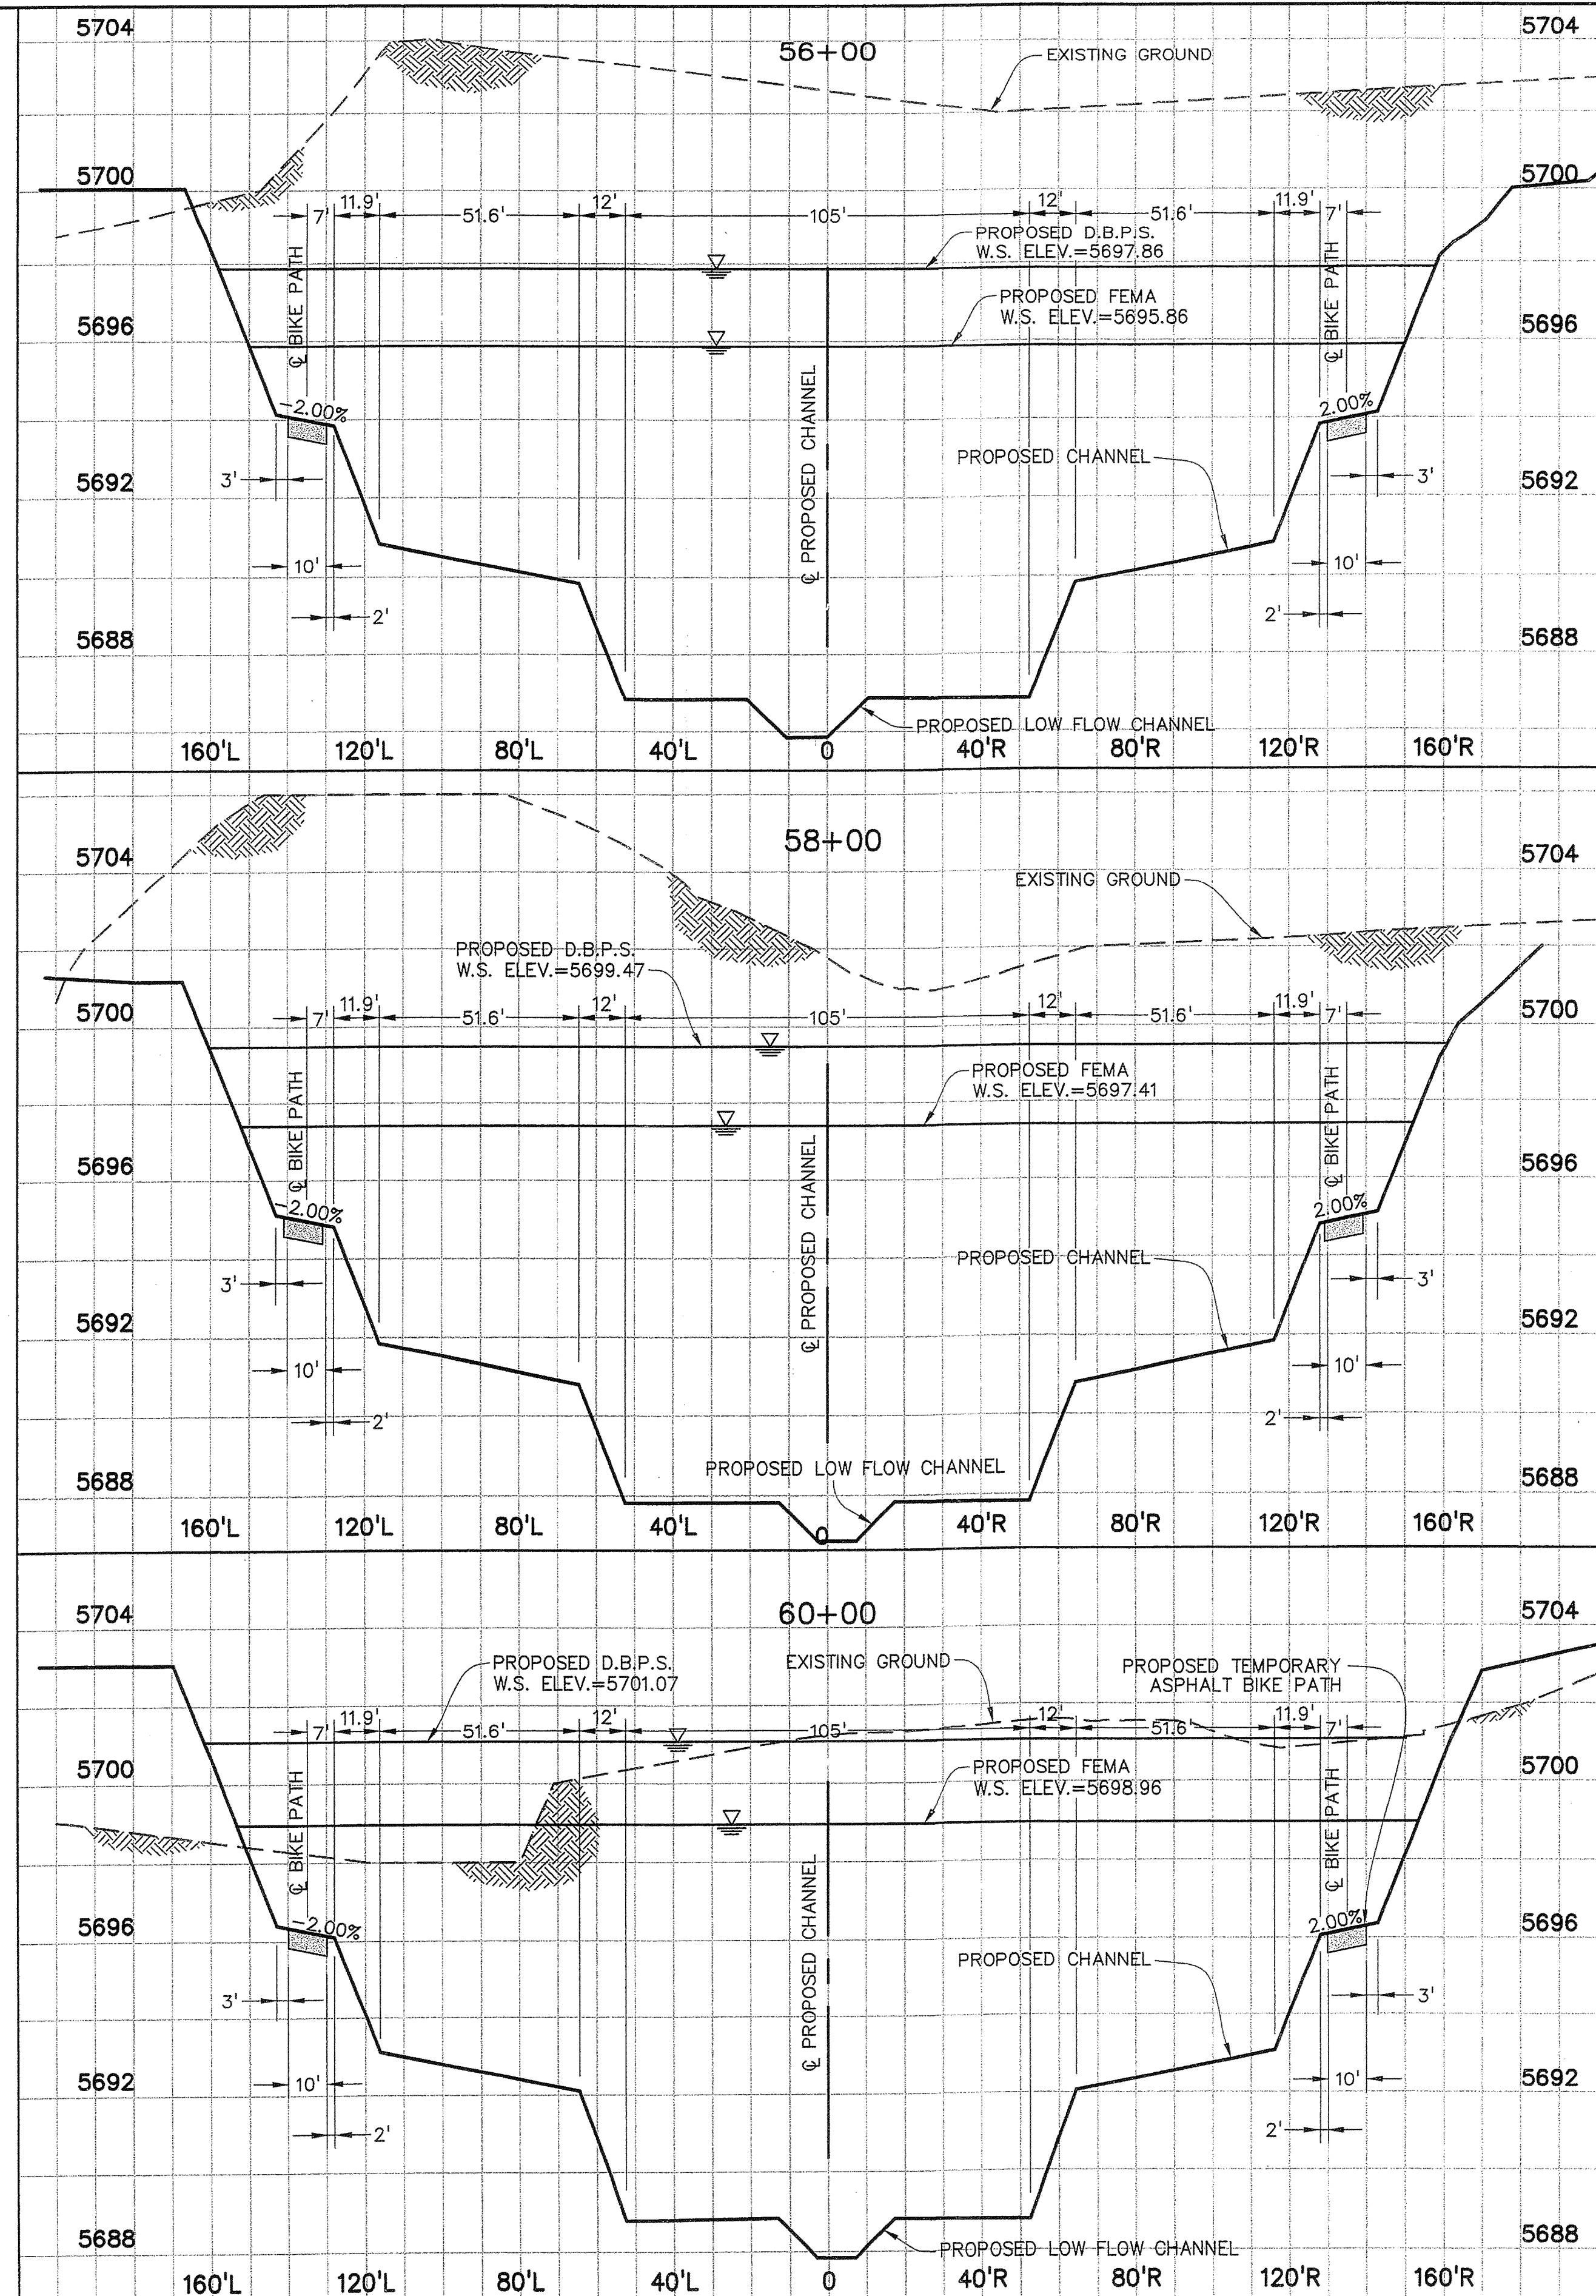 5704
56+00
5704
EXISTING GROUND
5700
5700
7' 11.9' 51.6' 12' 105' 12' 51.6' 11.9' 7'
PROPOSED D.B.P.S.
W.S. ELEV.=5697.86
PROPOSED FEMA
W.S. ELEV.=5695.86
5696
5696
℄ BIKE PATH
℄ BIKE PATH
℄ PROPOSED CHANNEL
-2.00%
2.00%
PROPOSED CHANNEL
5692
5692
3'
3'
10'
10'
2'
2'
5688
5688
PROPOSED LOW FLOW CHANNEL
160'L 120'L 80'L 40'L 0 40'R 80'R 120'R 160'R
58+00
5704
5704
EXISTING GROUND
PROPOSED D.B.P.S.
W.S. ELEV.=5699.47
5700
5700
7' 11.9' 51.6' 12' 105' 12' 51.6' 11.9' 7'
PROPOSED FEMA
W.S. ELEV.=5697.41
℄ BIKE PATH
℄ BIKE PATH
℄ PROPOSED CHANNEL
5696
5696
-2.00%
2.00%
PROPOSED CHANNEL
3'
3'
5692
5692
10'
10'
2'
2'
PROPOSED LOW FLOW CHANNEL
5688
5688
160'L 120'L 80'L 40'L 0 40'R 80'R 120'R 160'R
60+00
5704
5704
PROPOSED D.B.P.S.
W.S. ELEV.=5701.07
EXISTING GROUND
PROPOSED TEMPORARY
ASPHALT BIKE PATH
7' 11.9' 51.6' 12' 105' 12' 51.6' 11.9' 7'
5700
5700
PROPOSED FEMA
W.S. ELEV.=5698.96
℄ BIKE PATH
℄ BIKE PATH
℄ PROPOSED CHANNEL
5696
5696
-2.00%
2.00%
PROPOSED CHANNEL
3'
3'
5692
5692
10'
10'
2'
2'
5688
5688
PROPOSED LOW FLOW CHANNEL
160'L 120'L 80'L 40'L 0 40'R 80'R 120'R 160'R